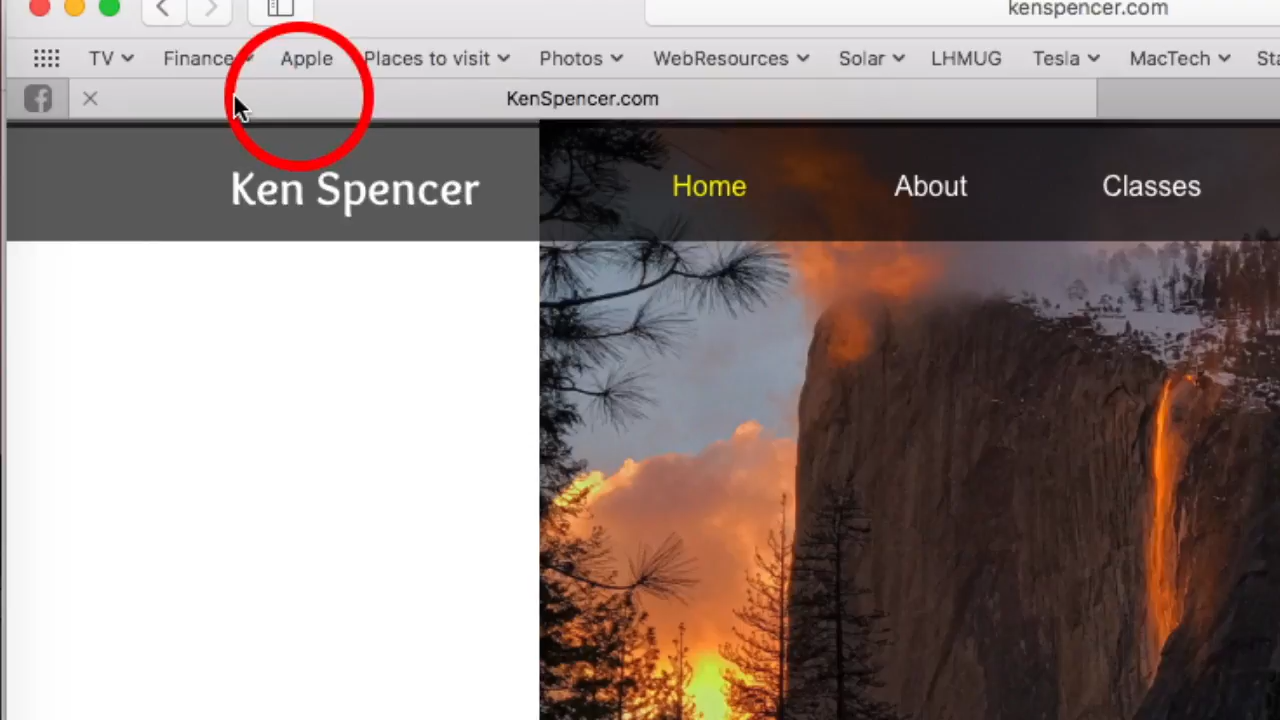 kenspencer.com
TV Finance Apple Places to visit Photos WebResources Solar LHMUG Tesla MacTech Sta
KenSpencer.com
Ken Spencer Home About Classes